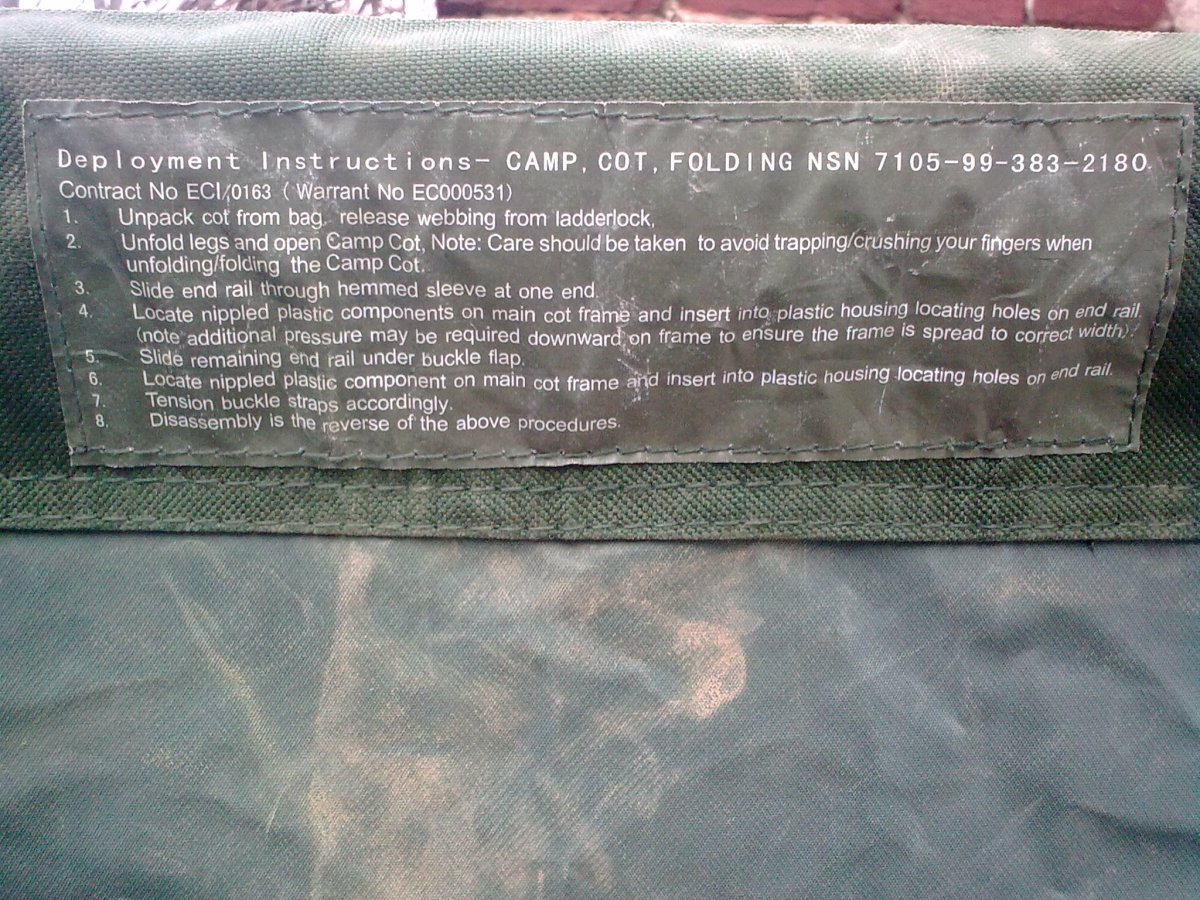 Deployment Instructions- CAMP, COT, FOLDING NSN 7105-99-383-2180
Contract No ECI/0163 ( Warrant No EC000531)
1. Unpack cot from bag, release webbing from ladderlock,
2. Unfold legs and open Camp Cot, Note: Care should be taken to avoid trapping/crushing your fingers when
unfolding/folding the Camp Cot.
3. Slide end rail through hemmed sleeve at one end.
4. Locate nippled plastic components on main cot frame and insert into plastic housing locating holes on end rail.
(note additional pressure may be required downward on frame to ensure the frame is spread to correct width).
5. Slide remaining end rail under buckle flap.
6. Locate nippled plastic component on main cot frame and insert into plastic housing locating holes on end rail.
7. Tension buckle straps accordingly.
8. Disassembly is the reverse of the above procedures.